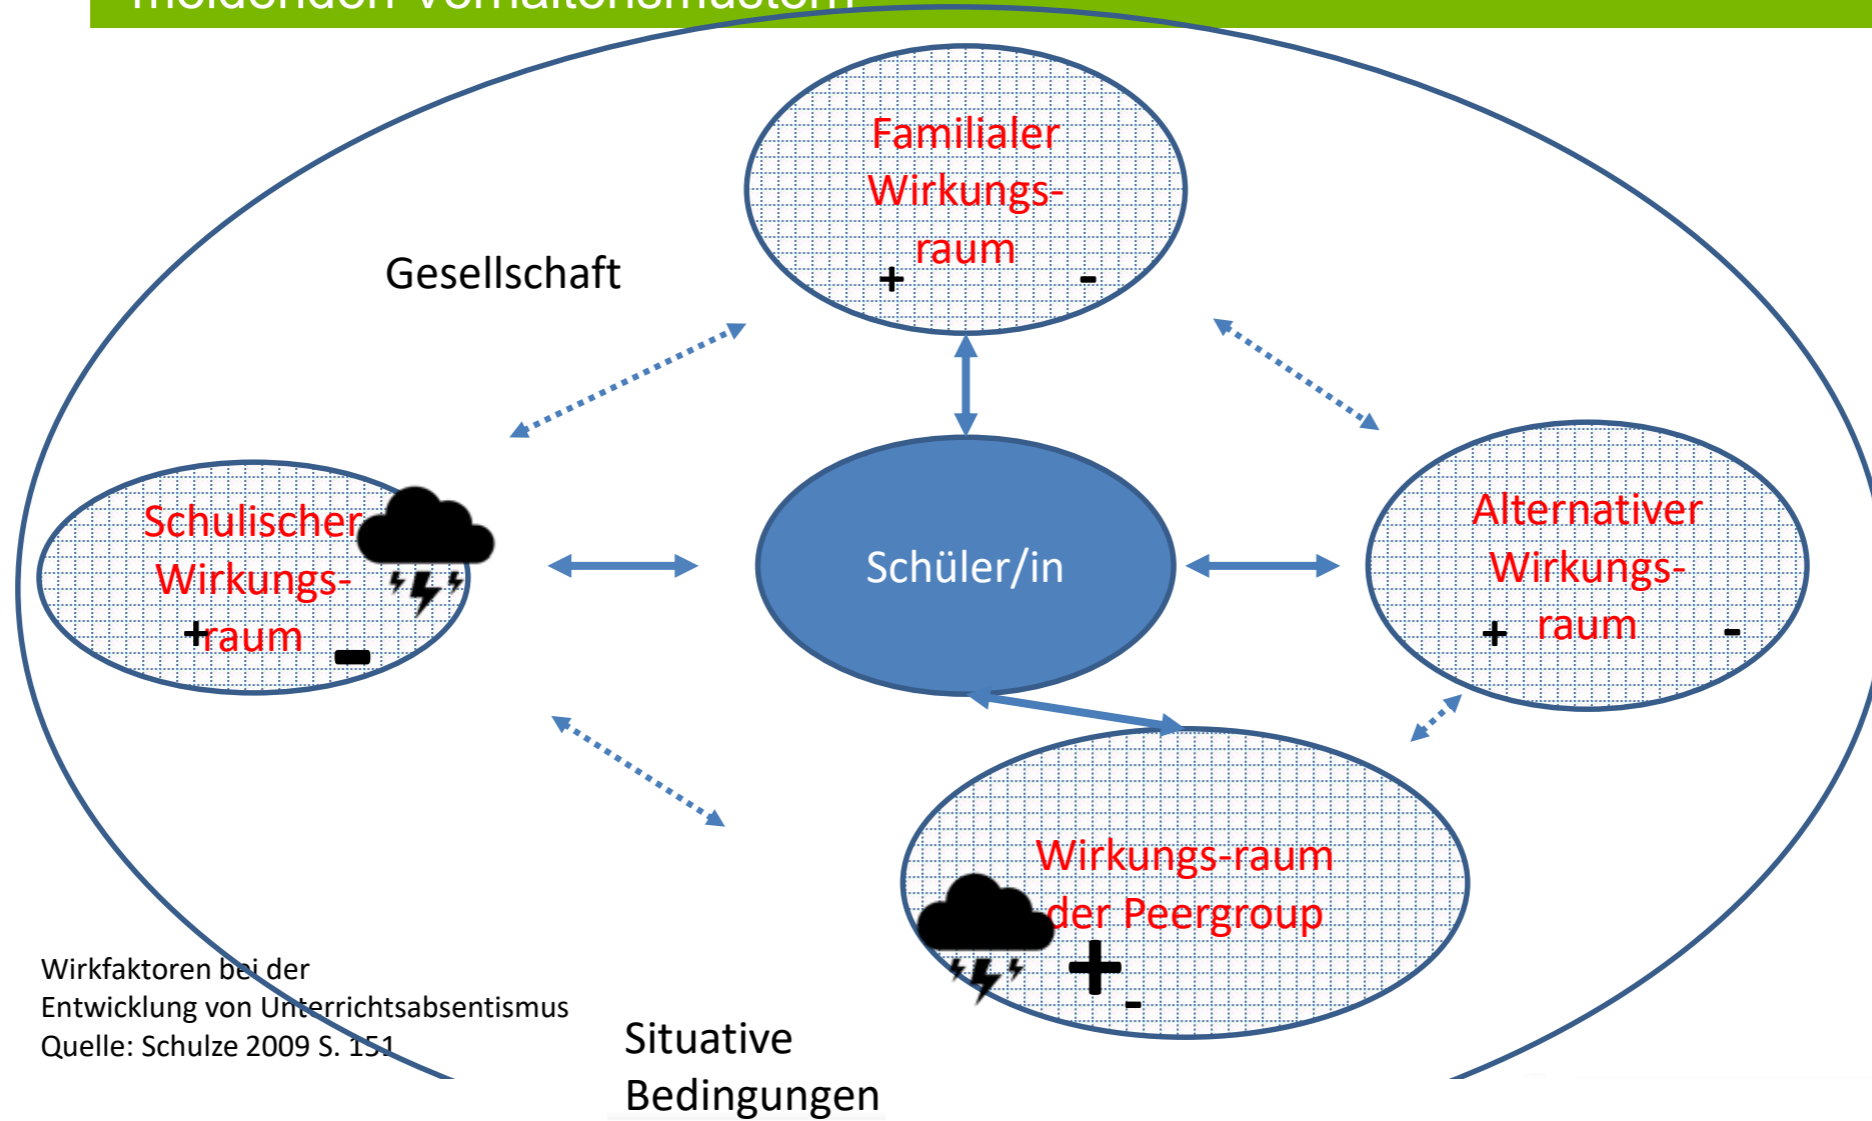 Familialer
Wirkungs-
raum
+ -
Gesellschaft
Schulischer
Wirkungs-
raum
+ -
Schüler/in
Alternativer
Wirkungs-
raum
+ -
Wirkungs-raum
der Peergroup
+ -
Wirkfaktoren bei der
Entwicklung von Unterrichtsabsentismus
Quelle: Schulze 2009 S. 151
Situative
Bedingungen